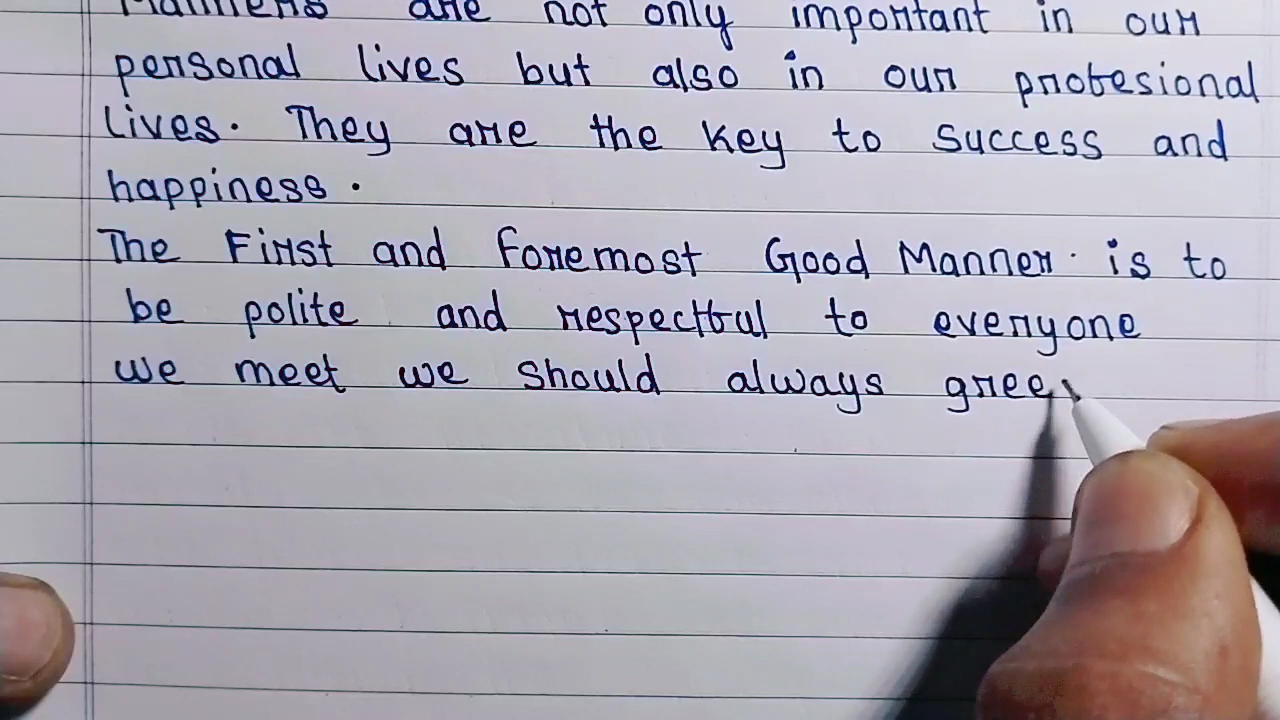 Manners are not only important in our
personal lives but also in our profesional
lives. They are the key to success and
happiness.
The First and foremost Good Manner is to
be polite and respectful to everyone
we meet we should always gree